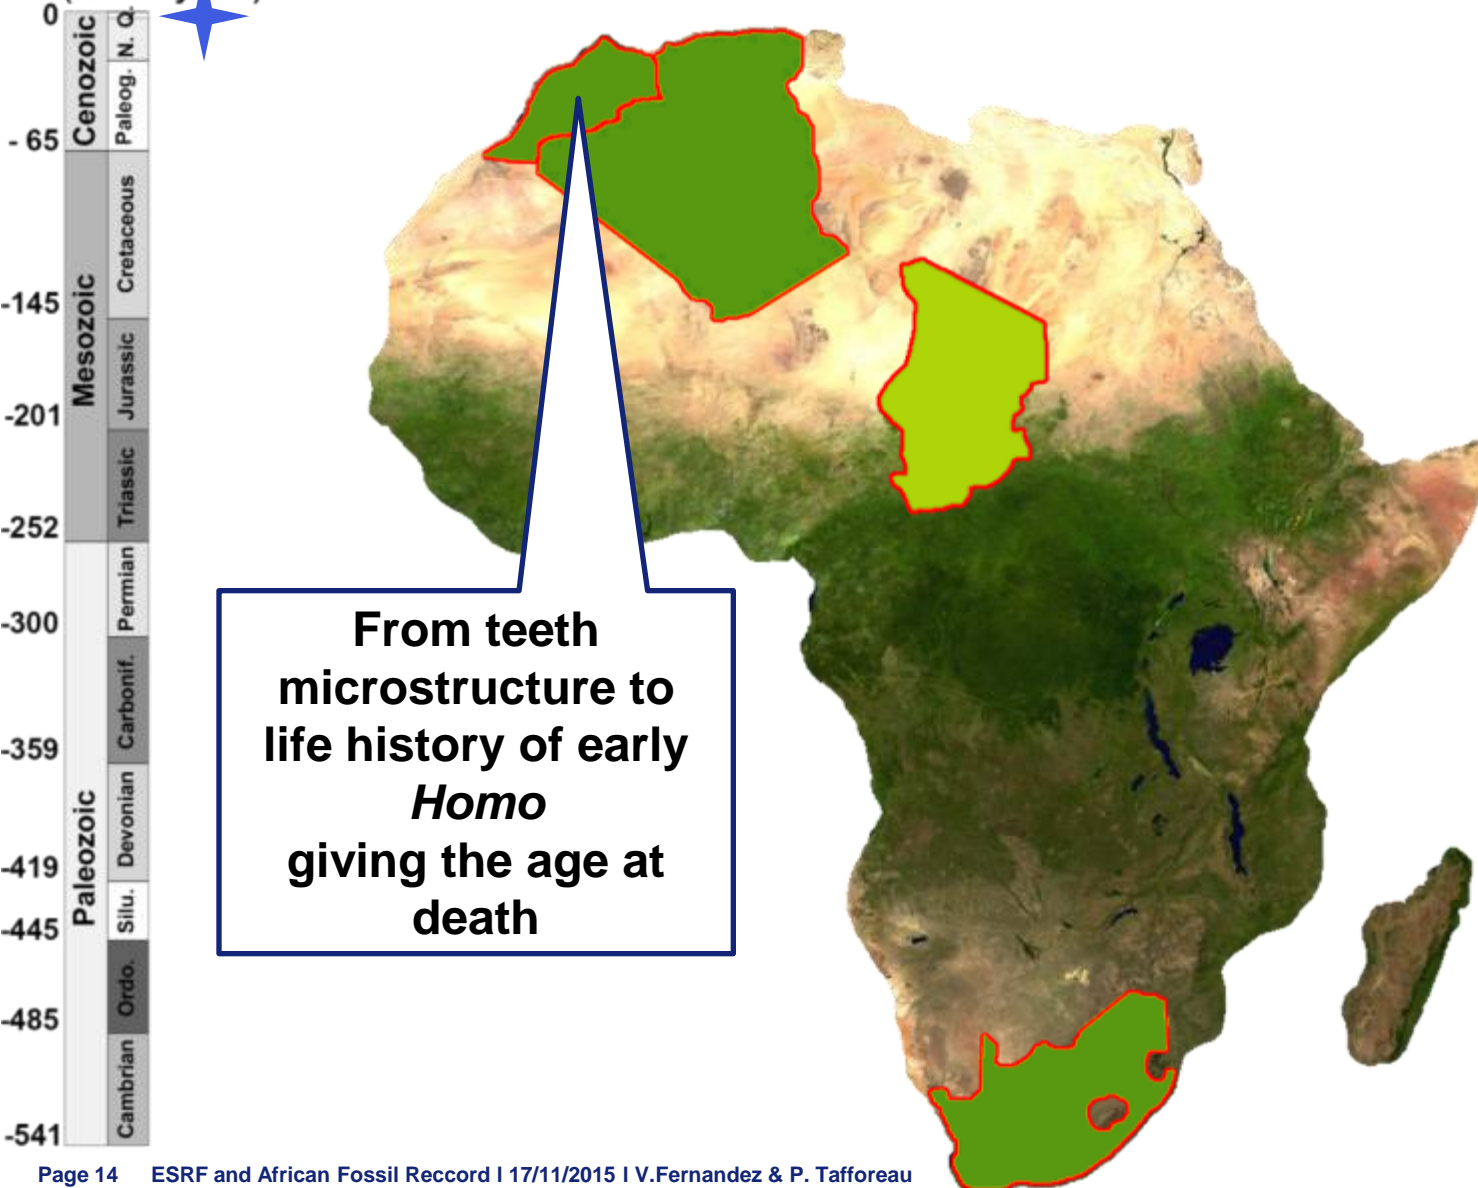 0
Cenozoic
N. Q.
Paleog.
- 65
Mesozoic
Cretaceous
-145
Jurassic
-201
Triassic
-252
Paleozoic
Permian
-300
Carbonif.
-359
Devonian
-419
Silu.
-445
Ordo.
-485
Cambrian
-541
From teeth
microstructure to
life history of early
Homo
giving the age at
death
Page 14 ESRF and African Fossil Reccord l 17/11/2015 l V.Fernandez & P. Tafforeau